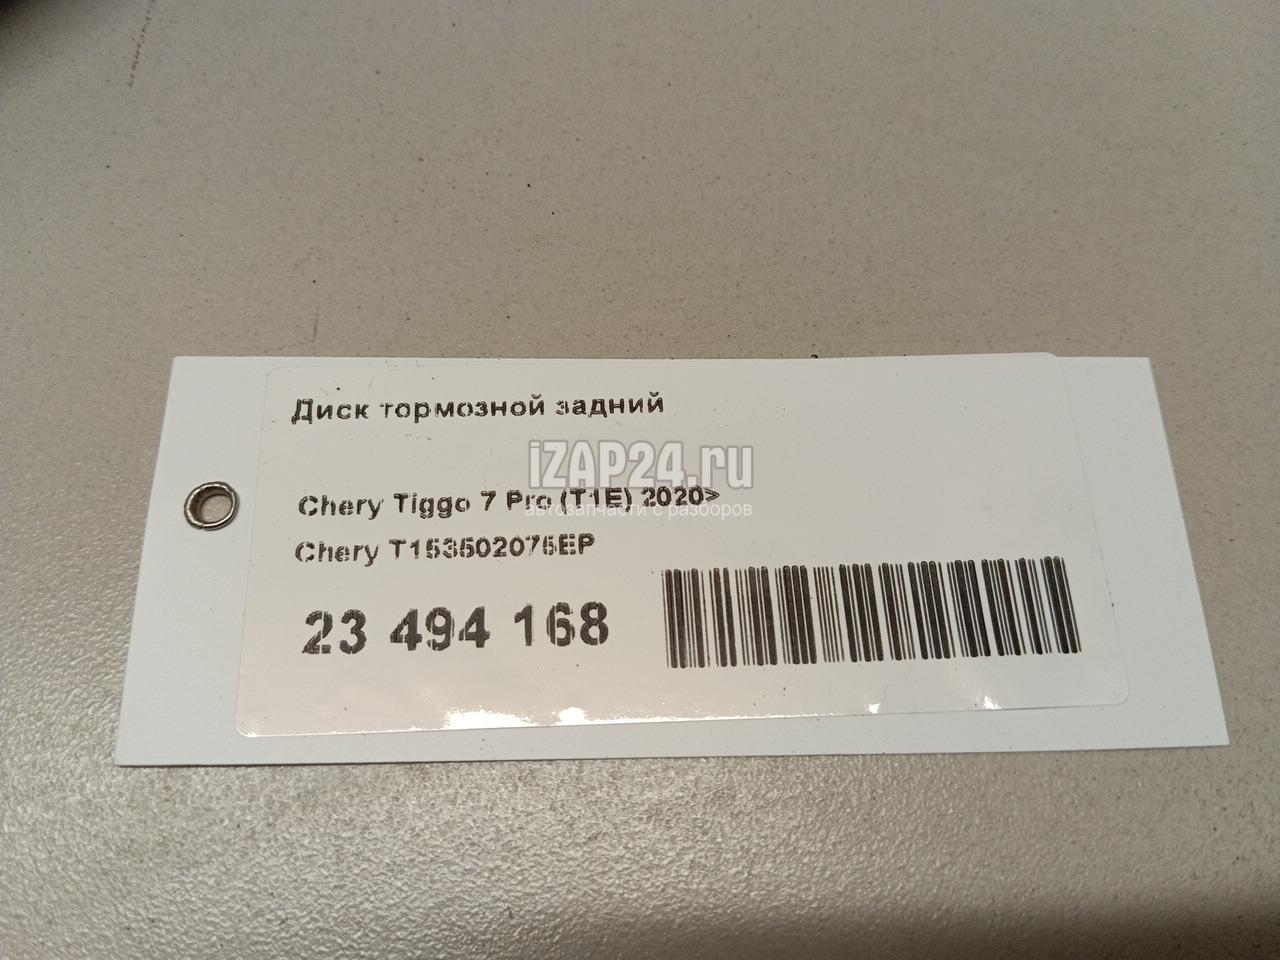 Диск тормозной задний
iZAP24.ru
Chery Tiggo 7 Pro (T1E) 2020>
автозапчасти с разборов
Chery T153502075EP
23 494 168